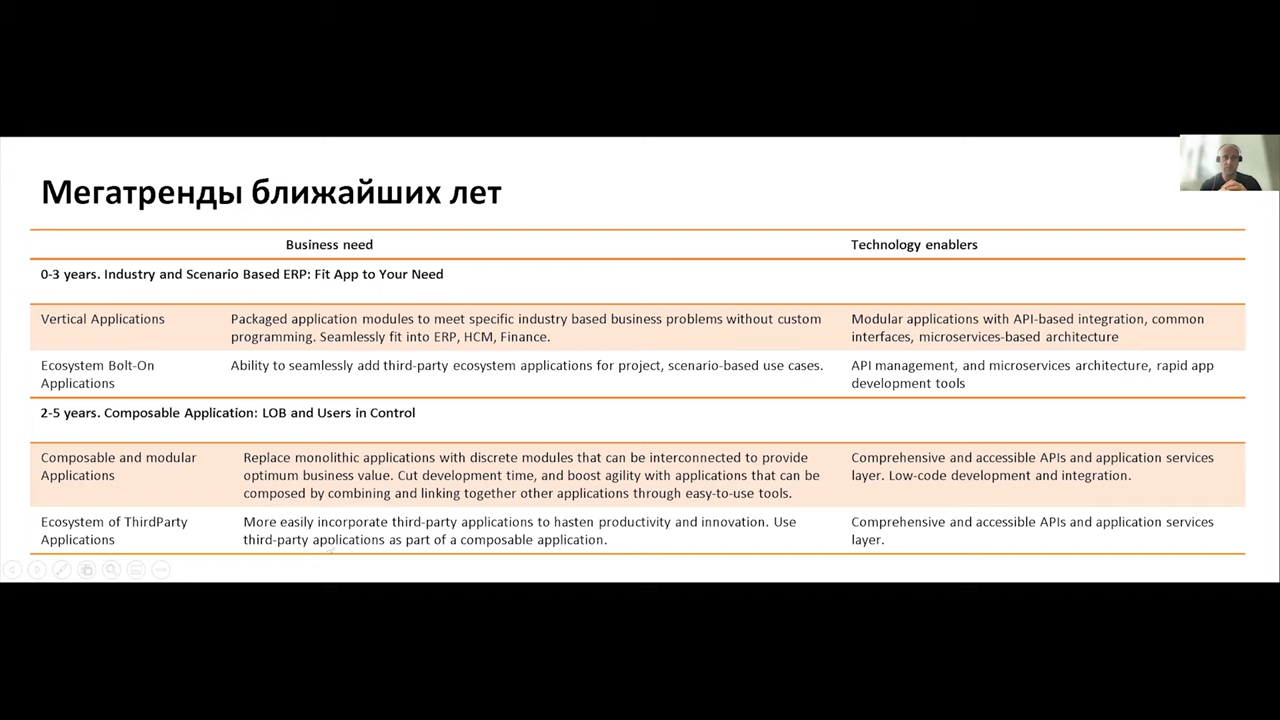 Мегатренды ближайших лет
Business need
Technology enablers
0-3 years. Industry and Scenario Based ERP: Fit App to Your Need
Vertical Applications
Packaged application modules to meet specific industry based business problems without custom
programming. Seamlessly fit into ERP, HCM, Finance.
Modular applications with API-based integration, common
interfaces, microservices-based architecture
Ecosystem Bolt-On
Applications
Ability to seamlessly add third-party ecosystem applications for project, scenario-based use cases.
API management, and microservices architecture, rapid app
development tools
2-5 years. Composable Application: LOB and Users in Control
Composable and modular
Applications
Replace monolithic applications with discrete modules that can be interconnected to provide
optimum business value. Cut development time, and boost agility with applications that can be
composed by combining and linking together other applications through easy-to-use tools.
Comprehensive and accessible APIs and application services
layer. Low-code development and integration.
Ecosystem of ThirdParty
Applications
More easily incorporate third-party applications to hasten productivity and innovation. Use
third-party applications as part of a composable application.
Comprehensive and accessible APIs and application services
layer.